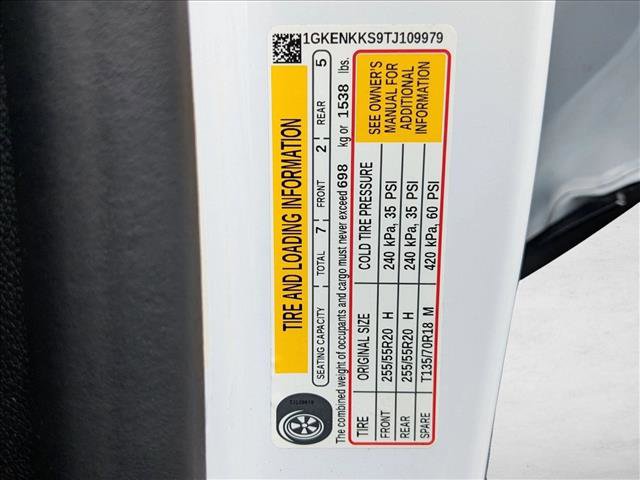 1GKENKKS9TJ109979
TIRE AND LOADING INFORMATION
SEATING CAPACITY TOTAL 7 FRONT 2 REAR 5
The combined weight of occupants and cargo must never exceed 698 kg or 1538 lbs.
TIRE ORIGINAL SIZE COLD TIRE PRESSURE
FRONT 255/55R20 H 240 kPa, 35 PSI
REAR 255/55R20 H 240 kPa, 35 PSI
SPARE T135/70R18 M 420 kPa, 60 PSI
SEE OWNER'S
MANUAL FOR
ADDITIONAL
INFORMATION
TJ109979